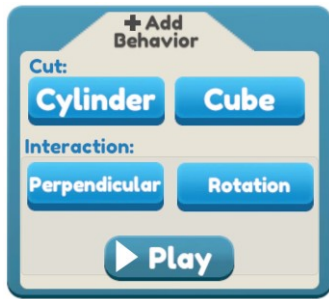 + Add
Behavior
Cut:
Cylinder Cube
Interaction:
Perpendicular Rotation
Play